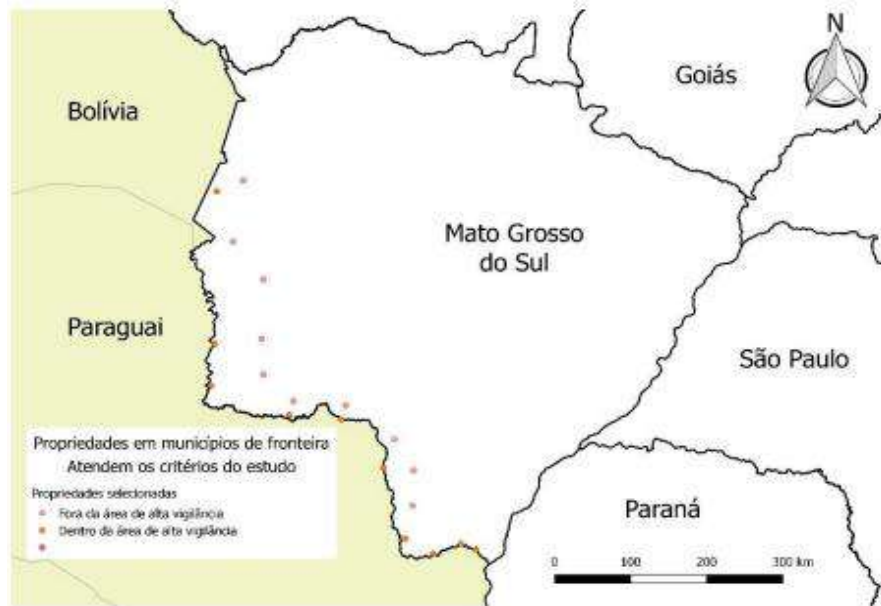 N
Goiás
Bolívia
Mato Grosso
do Sul
Paraguai
São Paulo
Propriedades em municípios de fronteira
Atendem os critérios do estudo
Propriedades selecionadas
Fora da área de alta vigilância
Dentro da área de alta vigilância
Paraná
0 100 200 300 km